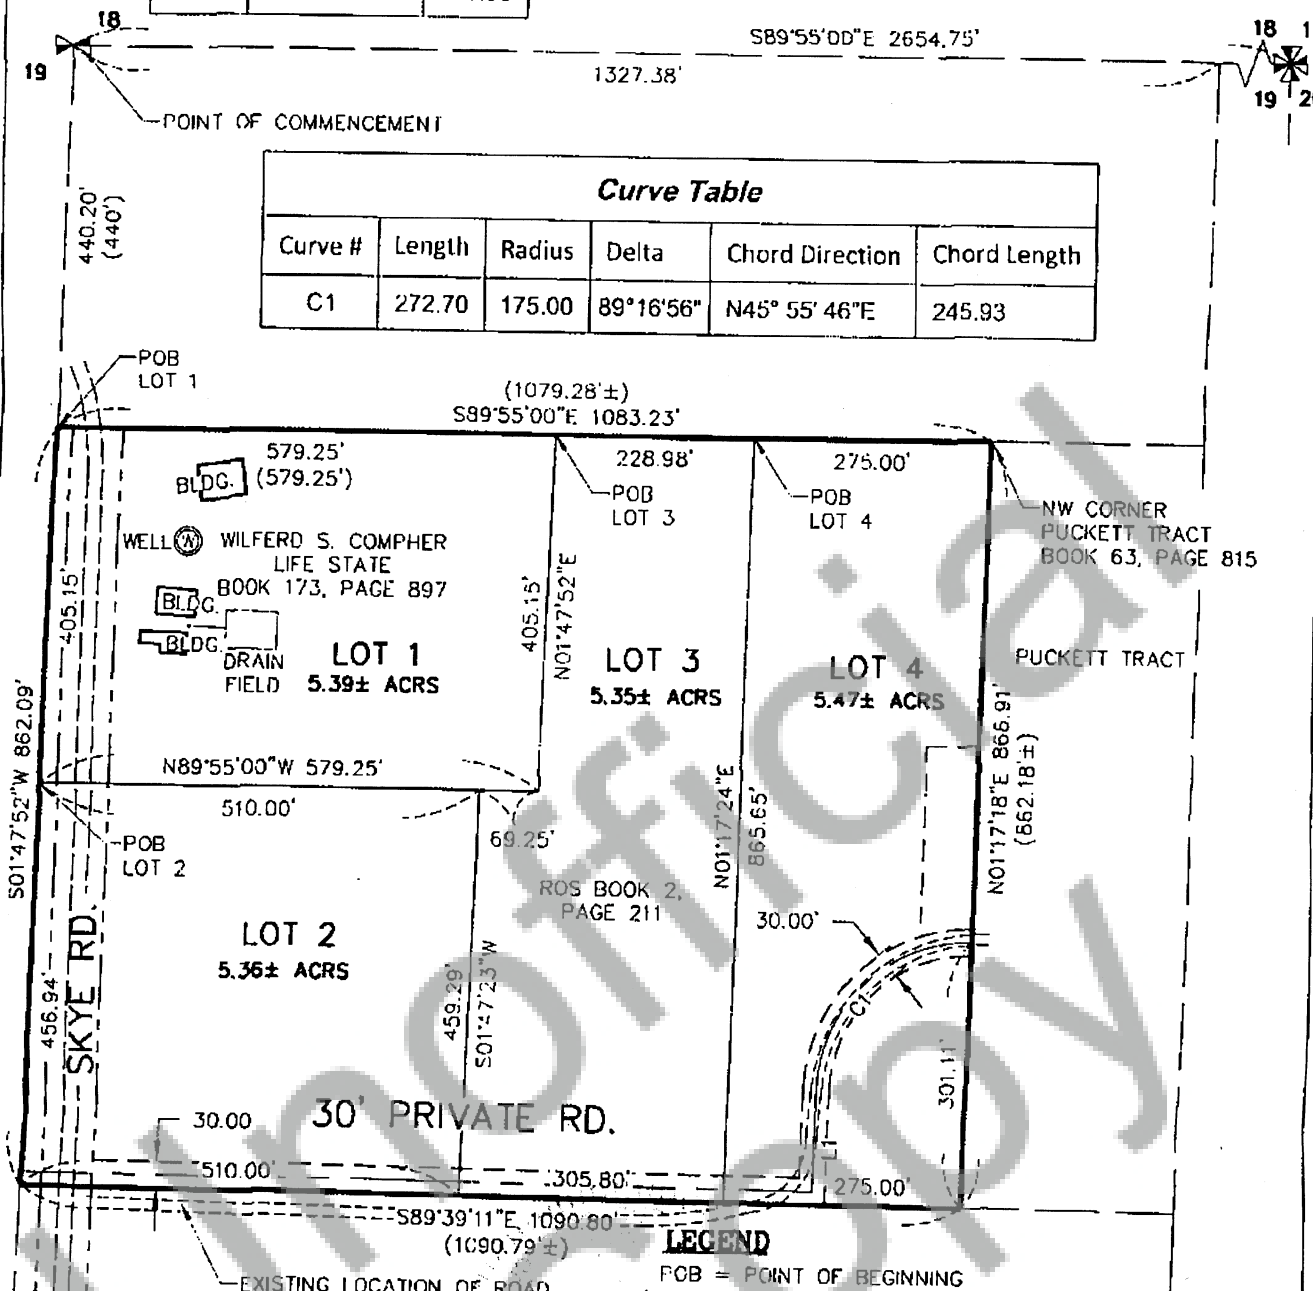 18
S89°55'00"E 2654.75'
18
19
1327.38'
19
POINT OF COMMENCEMENT
440.20'
(440')
Curve Table
Curve # Length Radius Delta Chord Direction Chord Length
C1 272.70 175.00 89°16'56" N45° 55' 46"E 245.93
POB
LOT 1
(1079.28'±)
S89°55'00"E 1083.23'
579.25'
(579.25')
228.98'
275.00'
BLDG.
POB
LOT 3
POB
LOT 4
NW CORNER
PUCKETT TRACT
BOOK 63, PAGE 815
WELL W WILFERD S. COMPHER
LIFE STATE
BOOK 173, PAGE 897
405.15'
BLDG.
BLDG.
DRAIN
FIELD
LOT 1
5.39± ACRS
405.15'
N01°47'52"E
LOT 3
5.35± ACRS
LOT 4
5.47± ACRS
PUCKETT TRACT
S01°47'52"W 862.09'
N89°55'00"W 579.25'
510.00'
69.25'
N01°17'24"E
865.65'
N01°17'18"E 866.91'
(862.18'±)
POB
LOT 2
ROS BOOK 2,
PAGE 211
30.00'
LOT 2
5.36± ACRS
SKYE RD.
456.94'
459.29'
S01°47'23"W
C1
301.11'
30.00
30' PRIVATE RD.
L1
510.00'
305.80'
275.00'
S89°39'11"E 1090.80'
(1090.79'±)
LEGEND
POB = POINT OF BEGINNING
EXISTING LOCATION OF ROAD
Unofficial
Copy